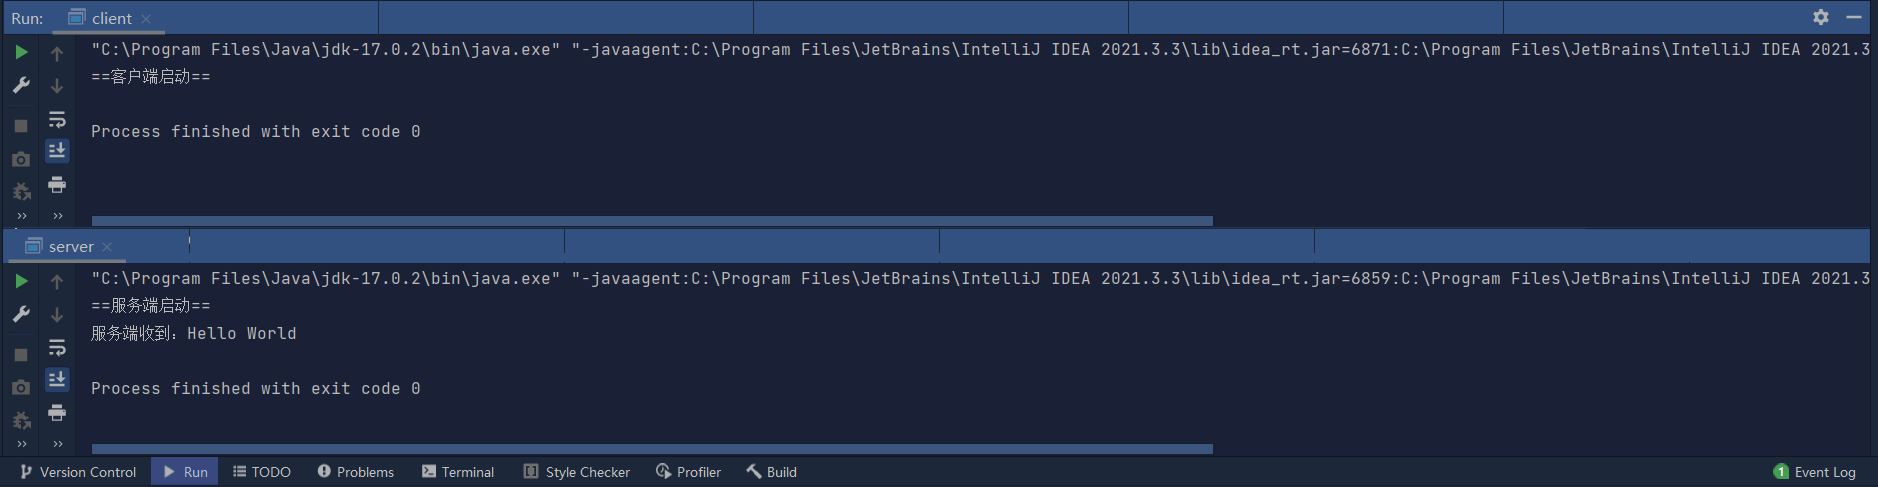 Run: client
"C:\Program Files\Java\jdk-17.0.2\bin\java.exe" "-javaagent:C:\Program Files\JetBrains\IntelliJ IDEA 2021.3.3\lib\idea_rt.jar=6871:C:\Program Files\JetBrains\IntelliJ IDEA 2021.3
==客户端启动==
Process finished with exit code 0
server
"C:\Program Files\Java\jdk-17.0.2\bin\java.exe" "-javaagent:C:\Program Files\JetBrains\IntelliJ IDEA 2021.3.3\lib\idea_rt.jar=6859:C:\Program Files\JetBrains\IntelliJ IDEA 2021.3
==服务端启动==
服务端收到：Hello World
Process finished with exit code 0
Version Control Run TODO Problems Terminal Style Checker Profiler Build 1 Event Log